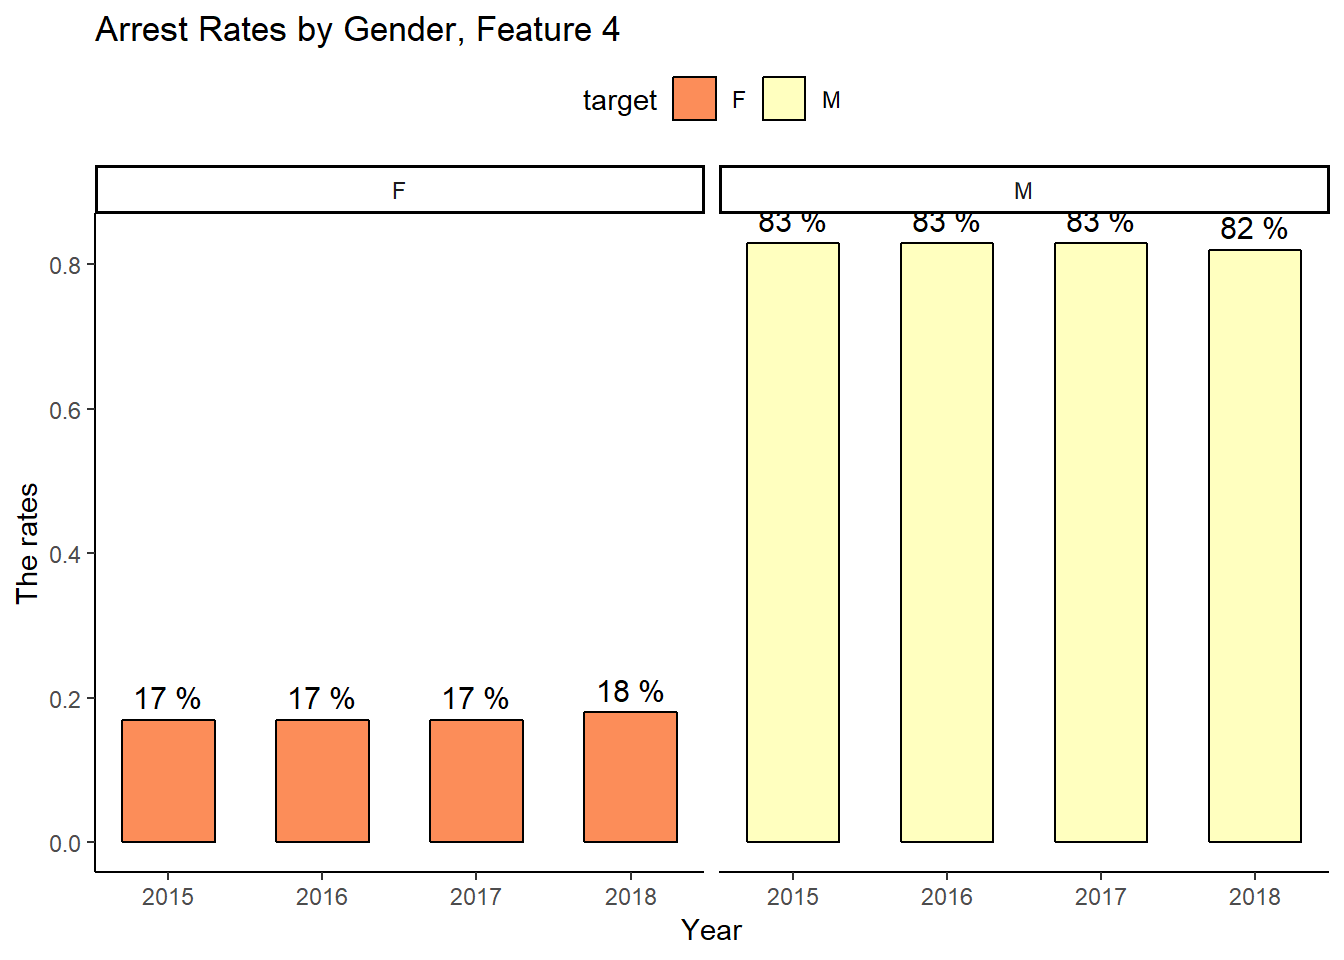 Arrest Rates by Gender, Feature 4
target F M
F
M
83 % 83 % 83 % 82 %
0.8
0.6
0.4
0.2
0.0
17 % 17 % 17 % 18 %
The rates
2015 2016 2017 2018 2015 2016 2017 2018
Year